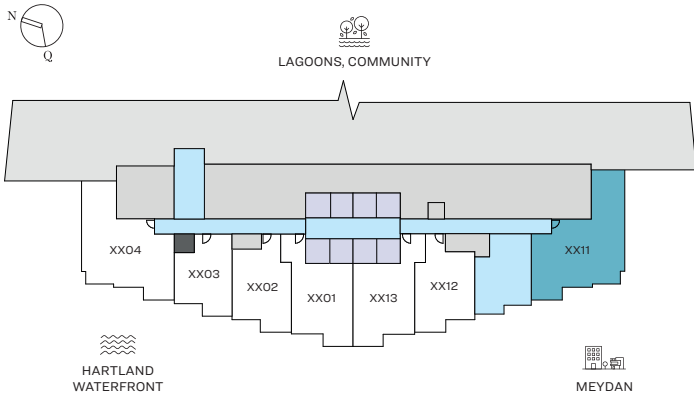 N
Q
LAGOONS, COMMUNITY
XX04
XX03
XX02
XX01
XX13
XX12
XX11
HARTLAND
WATERFRONT
MEYDAN